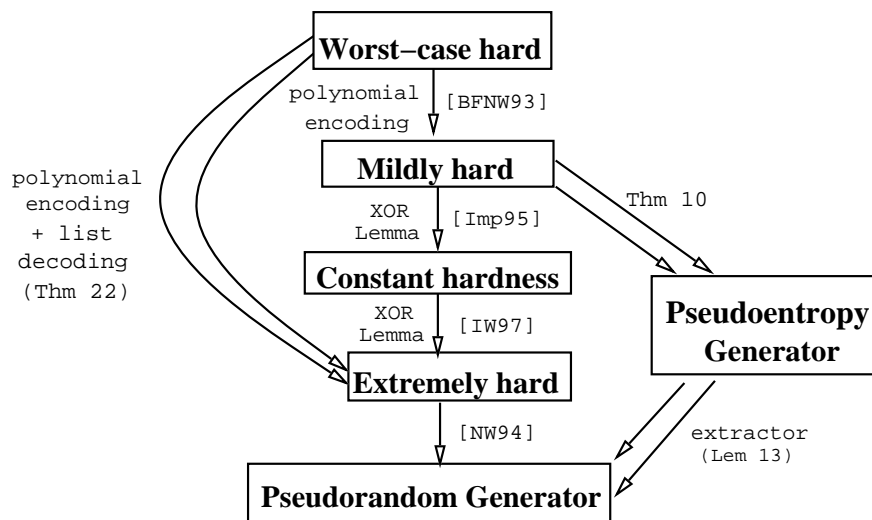 Worst–case hard
polynomial
encoding
[BFNW93]
Mildly hard
polynomial
encoding
+ list
decoding
(Thm 22)
XOR
Lemma
[Imp95]
Thm 10
Constant hardness
XOR
Lemma
[IW97]
Pseudoentropy
Generator
Extremely hard
[NW94]
extractor
(Lem 13)
Pseudorandom Generator